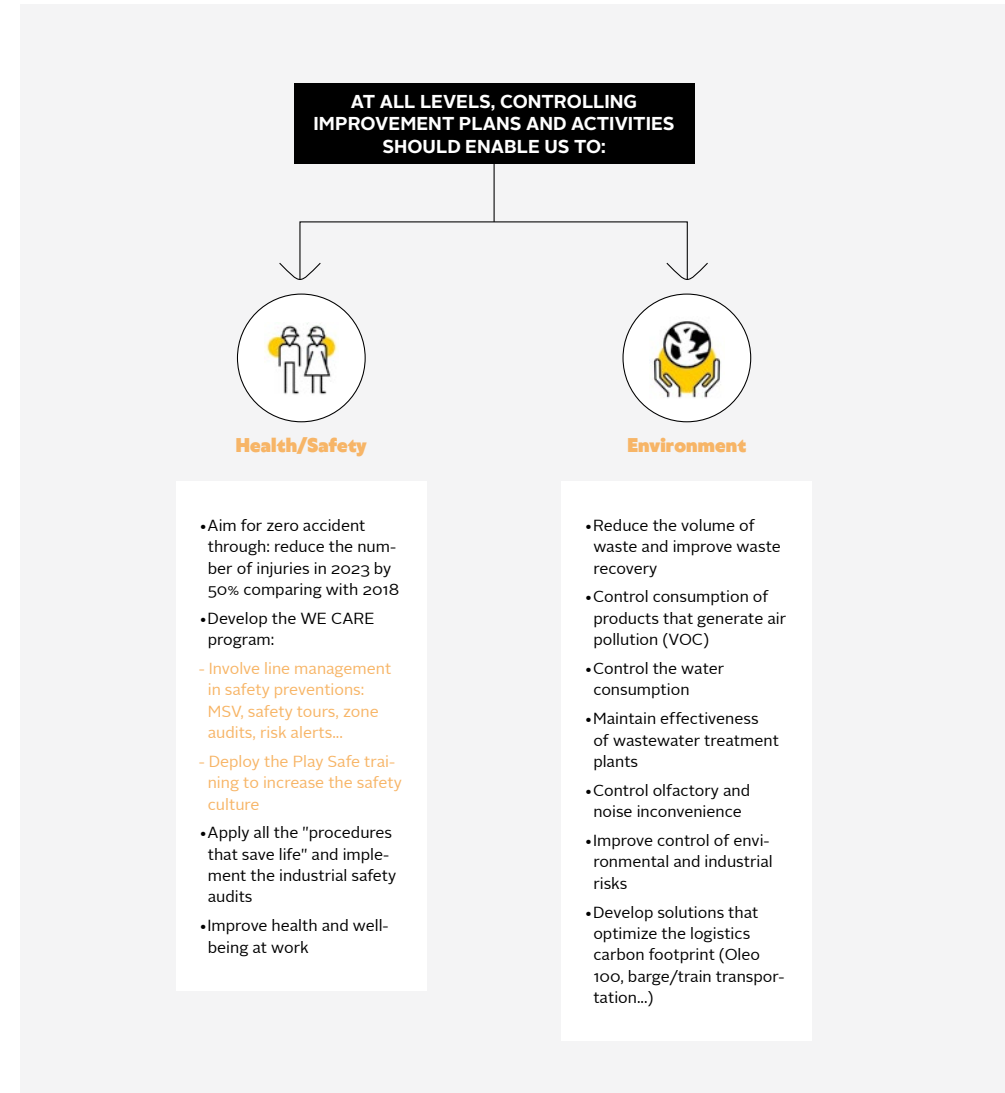 AT ALL LEVELS, CONTROLLING
IMPROVEMENT PLANS AND ACTIVITIES
SHOULD ENABLE US TO:
Health/Safety
•Aim for zero accident
through: reduce the num-
ber of injuries in 2023 by
50% comparing with 2018
•Develop the WE CARE
program:
- Involve line management
in safety preventions:
MSV, safety tours, zone
audits, risk alerts...
- Deploy the Play Safe trai-
ning to increase the safety
culture
•Apply all the "procedures
that save life" and imple-
ment the industrial safety
audits
•Improve health and well-
being at work
Environment
•Reduce the volume of
waste and improve waste
recovery
•Control consumption of
products that generate air
pollution (VOC)
•Control the water
consumption
•Maintain effectiveness
of wastewater treatment
plants
•Control olfactory and
noise inconvenience
•Improve control of envi-
ronmental and industrial
risks
•Develop solutions that
optimize the logistics
carbon footprint (Oleo
100, barge/train transpor-
tation...)